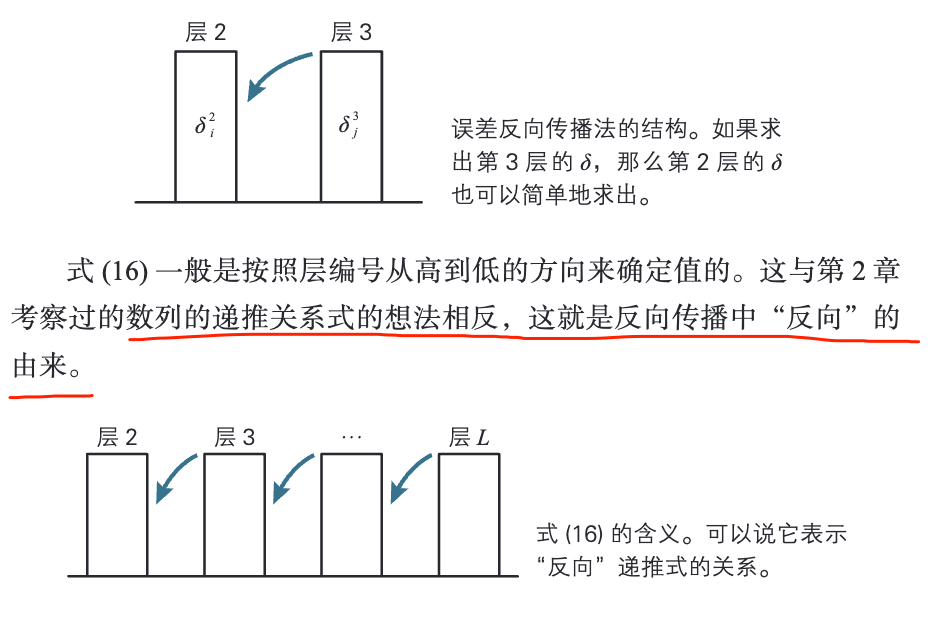 层 2 层 3
δ_i^2 δ_j^3
误差反向传播法的结构。如果求
出第 3 层的 δ，那么第 2 层的 δ
也可以简单地求出。
式 (16) 一般是按照层编号从高到低的方向来确定值的。这与第 2 章
考察过的数列的递推关系式的想法相反，这就是反向传播中“反向”的
由来。
层 2 层 3 … 层 L
式 (16) 的含义。可以说它表示
“反向”递推式的关系。